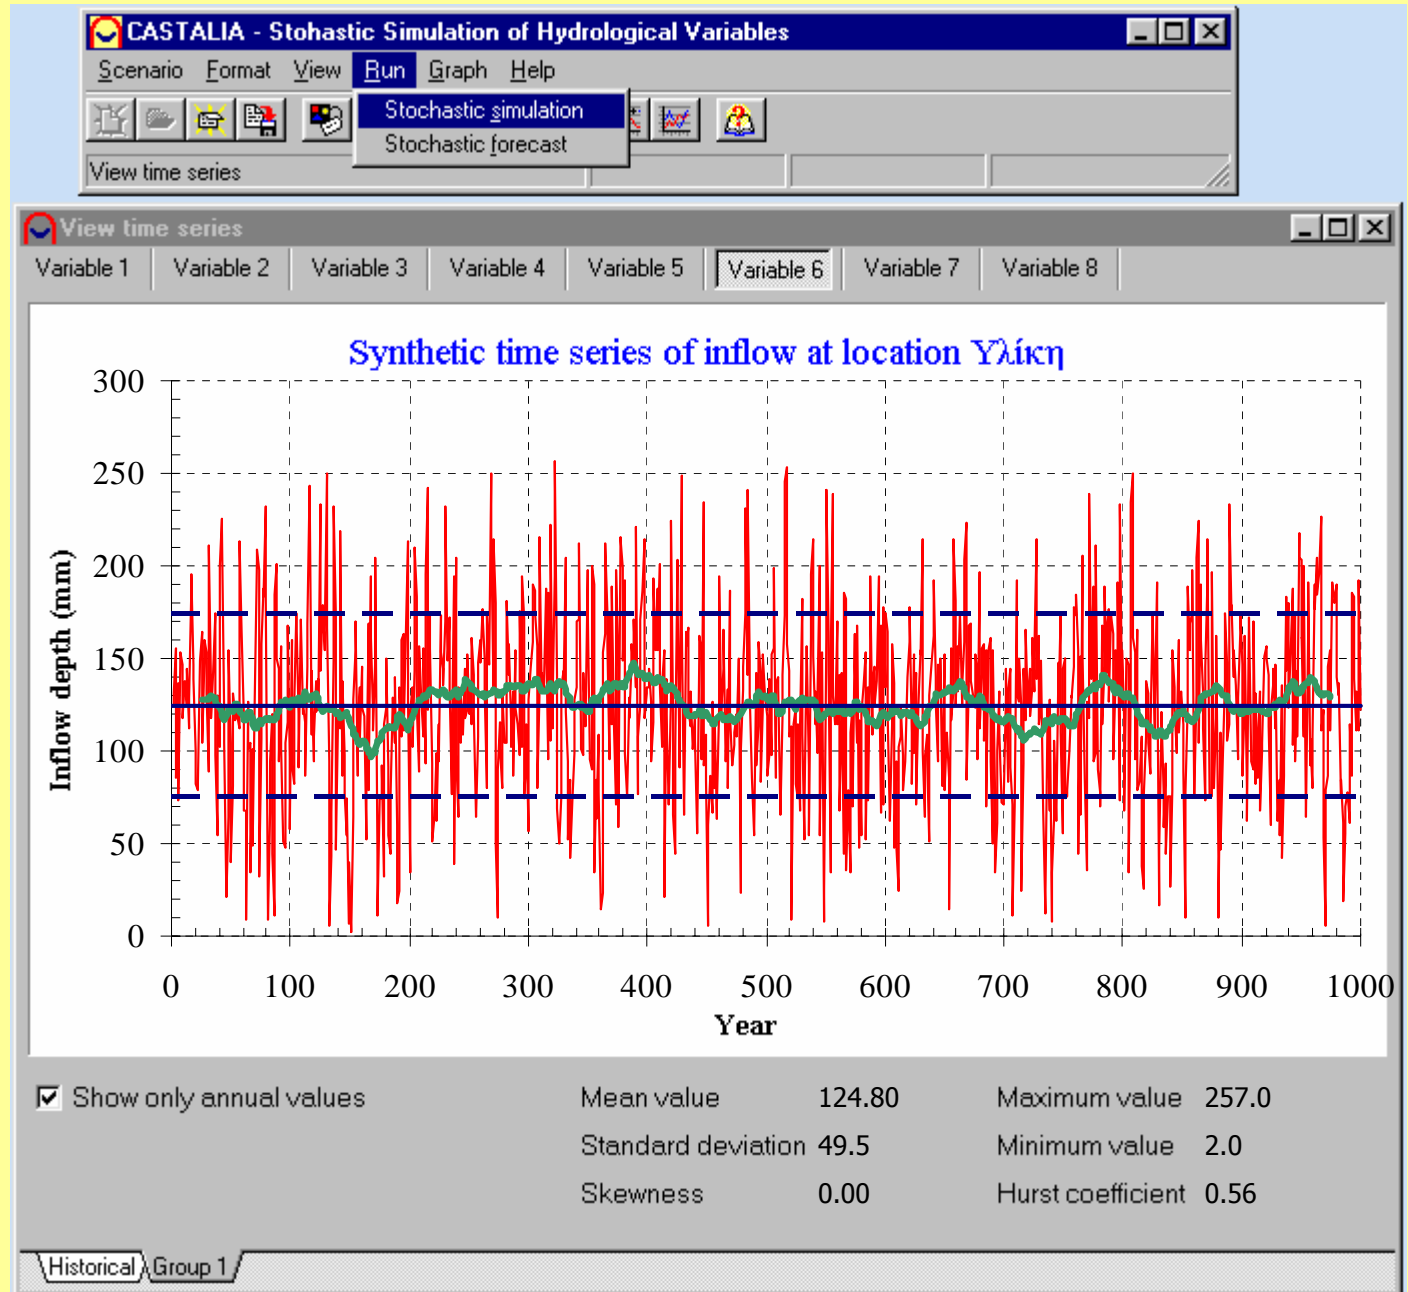 CASTALIA - Stohastic Simulation of Hydrological Variables
Scenario Format View Run Graph Help
Stochastic simulation
Stochastic forecast
View time series
View time series
Variable 1 Variable 2 Variable 3 Variable 4 Variable 5 Variable 6 Variable 7 Variable 8
Synthetic time series of inflow at location Υλίκη
300
250
200
150
100
50
0
Inflow depth (mm)
0 100 200 300 400 500 600 700 800 900 1000
Year
Show only annual values
Mean value 124.80 Maximum value 257.0
Standard deviation 49.5 Minimum value 2.0
Skewness 0.00 Hurst coefficient 0.56
Historical Group 1